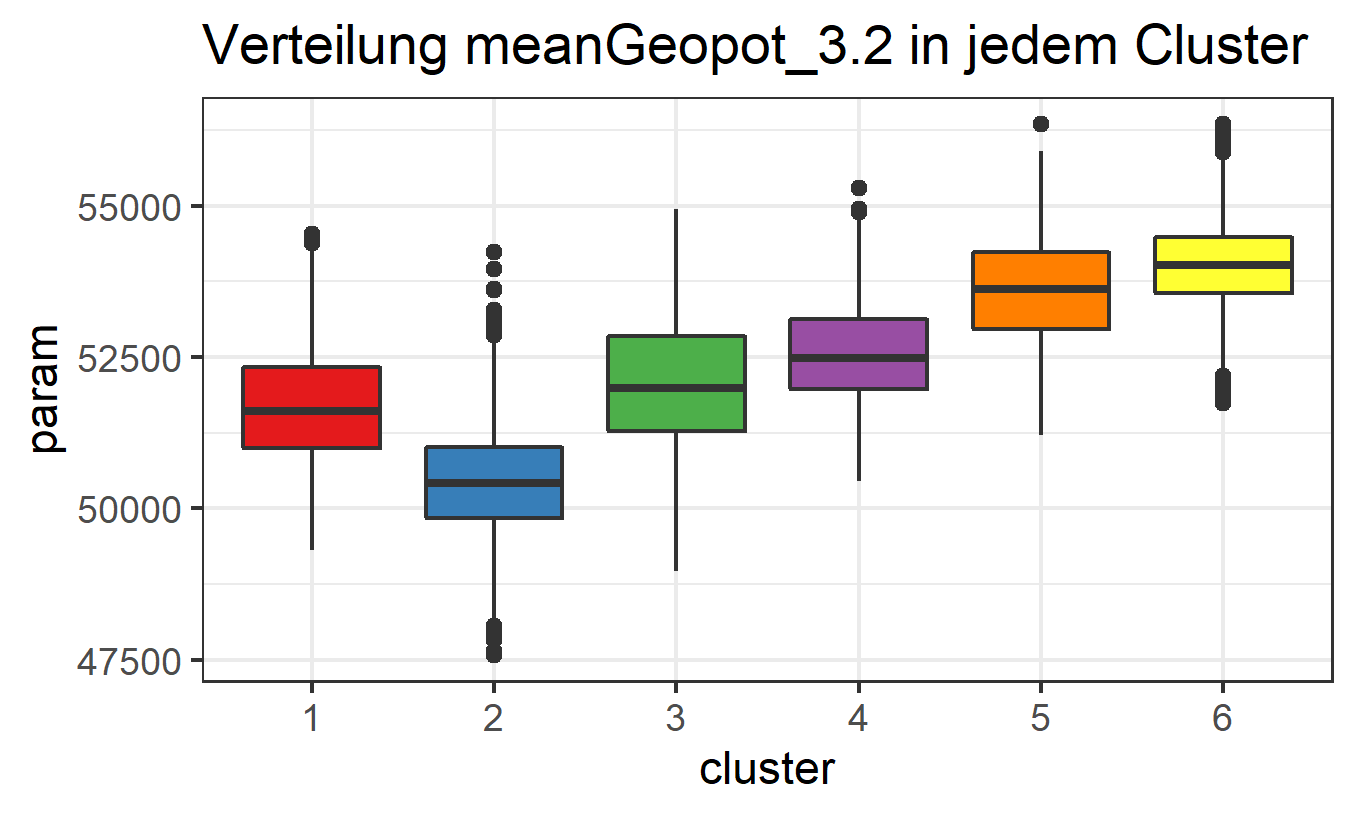 Verteilung meanGeopot_3.2 in jedem Cluster
param
55000
52500
50000
47500
1 2 3 4 5 6
cluster